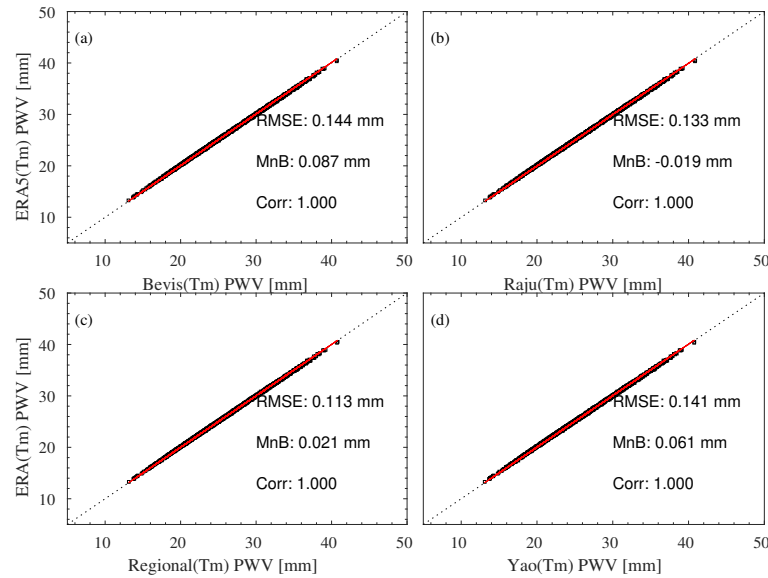 50
40
30
20
10
ERA5(Tm) PWV [mm]
(a)
RMSE: 0.144 mm
MnB: 0.087 mm
Corr: 1.000
10 20 30 40 50
Bevis(Tm) PWV [mm]
(b)
RMSE: 0.133 mm
MnB: -0.019 mm
Corr: 1.000
10 20 30 40 50
Raju(Tm) PWV [mm]
50
40
30
20
10
ERA(Tm) PWV [mm]
(c)
RMSE: 0.113 mm
MnB: 0.021 mm
Corr: 1.000
10 20 30 40 50
Regional(Tm) PWV [mm]
(d)
RMSE: 0.141 mm
MnB: 0.061 mm
Corr: 1.000
10 20 30 40 50
Yao(Tm) PWV [mm]